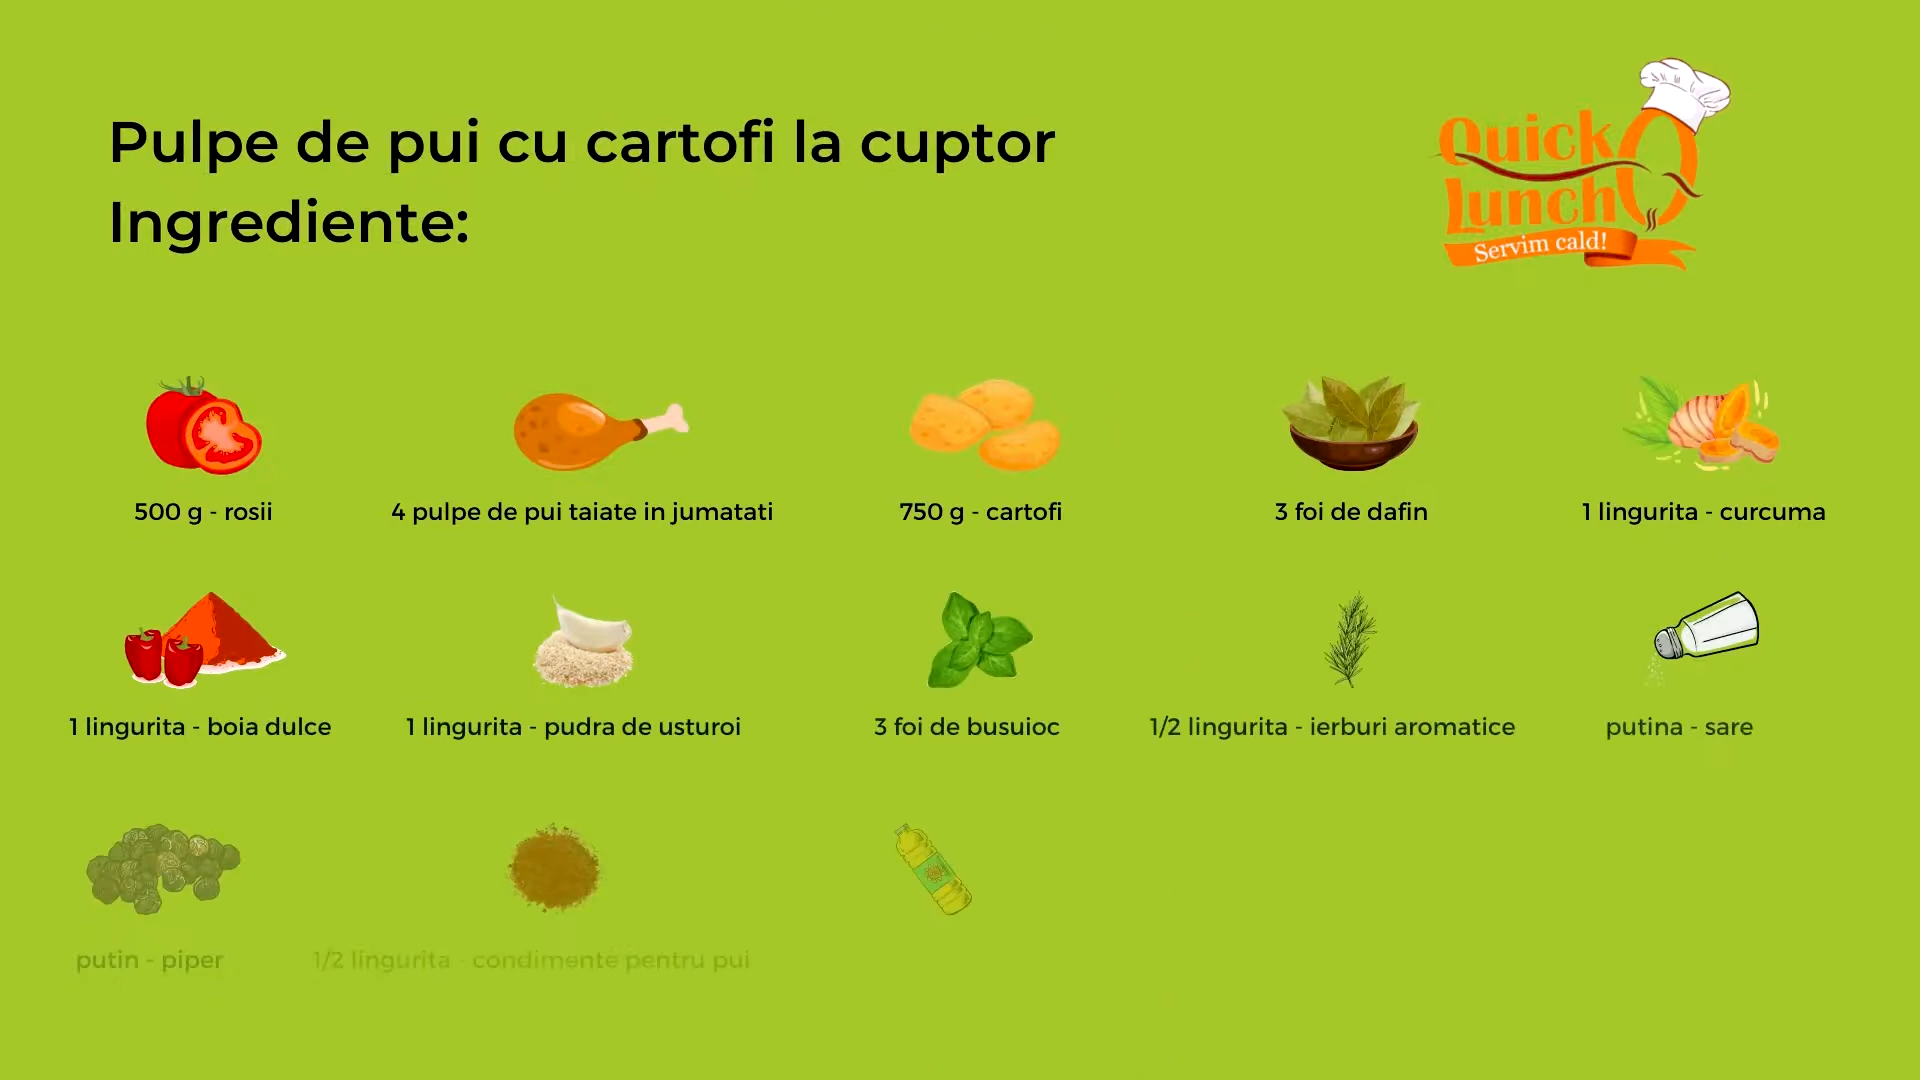 Pulpe de pui cu cartofi la cuptor
Ingrediente:
Quick
Lunch
Servim cald!
500 g - rosii
4 pulpe de pui taiate in jumatati
750 g - cartofi
3 foi de dafin
1 lingurita - curcuma
1 lingurita - boia dulce
1 lingurita - pudra de usturoi
3 foi de busuioc
1/2 lingurita - ierburi aromatice
putina - sare
putin - piper
1/2 lingurita - condimente pentru pui